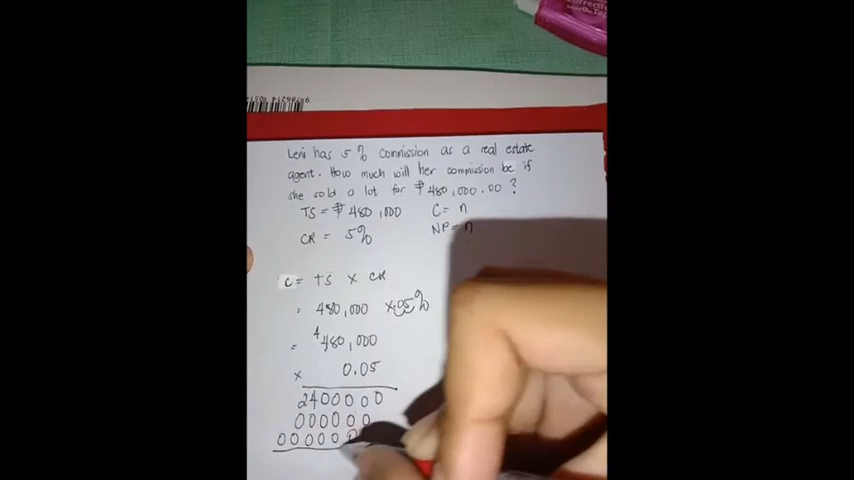 Leni has 5% commission as a real estate
agent. How much will her commission be if
she sold a lot for ₱480,000.00?
TS = ₱480,000 C = n
CR = 5% NP = n
C = TS x CR
= 480,000 x .05%
4
= 480,000
x 0.05
2400000
000000
000000